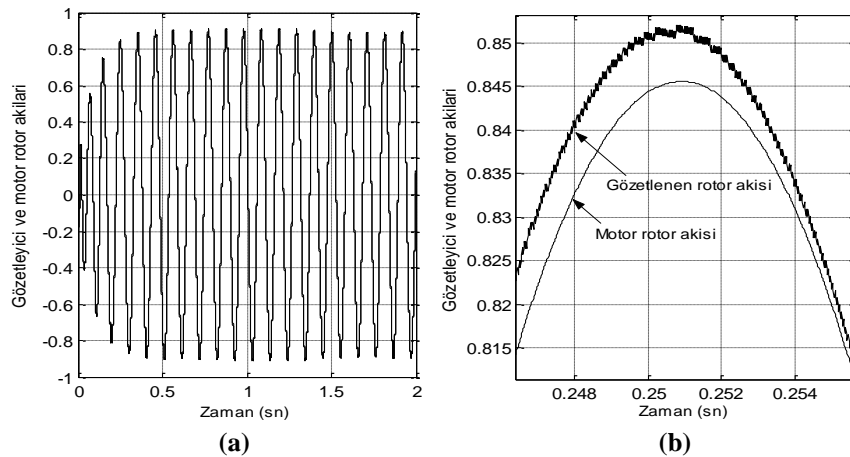 Gözetleyici ve motor rotor akilari
1
0.8
0.6
0.4
0.2
0
-0.2
-0.4
-0.6
-0.8
-1
0 0.5 1 1.5 2
Zaman (sn)
(a)
Gözetleyici ve motor rotor akilari
0.85
0.845
0.84
0.835
0.83
0.825
0.82
0.815
Gözetlenen rotor akisi
Motor rotor akisi
0.248 0.25 0.252 0.254
Zaman (sn)
(b)